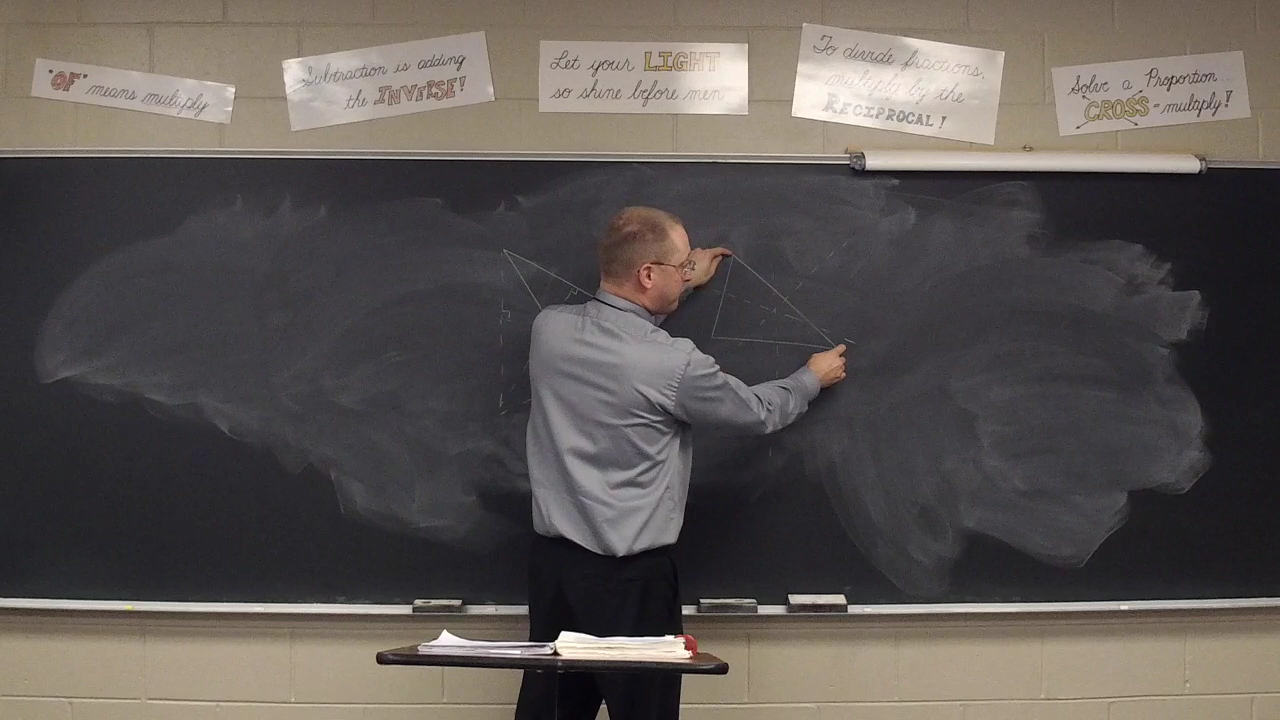 "OF" means multiply
Subtraction is adding
the INVERSE!
Let your LIGHT
so shine before men
To divide fractions,
multiply by the
RECIPROCAL!
Solve a Proportion...
CROSS-multiply!